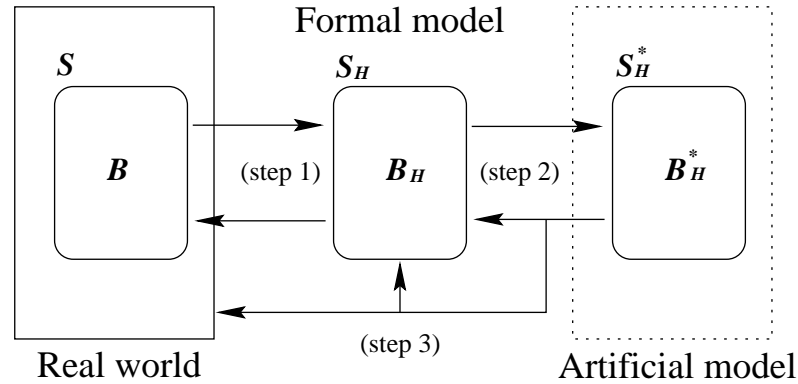 Formal model
S S_H S_H^*
B (step 1) B_H (step 2) B_H^*
(step 3)
Real world Artificial model